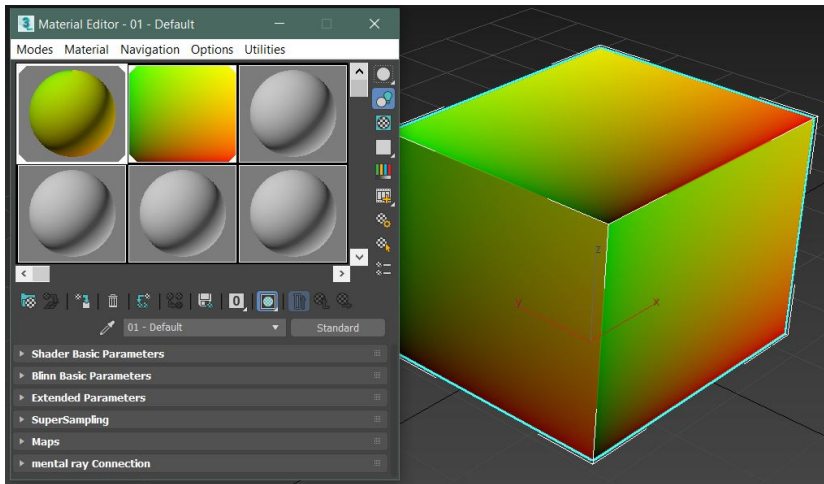 Material Editor - 01 - Default
Modes Material Navigation Options Utilities
0
01 - Default Standard
Shader Basic Parameters
Blinn Basic Parameters
Extended Parameters
SuperSampling
Maps
mental ray Connection
z
y x